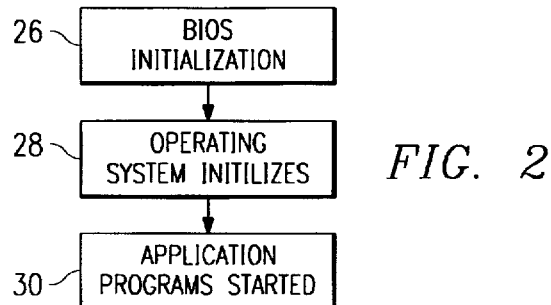 26
BIOS
INITIALIZATION
28
OPERATING
SYSTEM INITILIZES
FIG. 2
30
APPLICATION
PROGRAMS STARTED